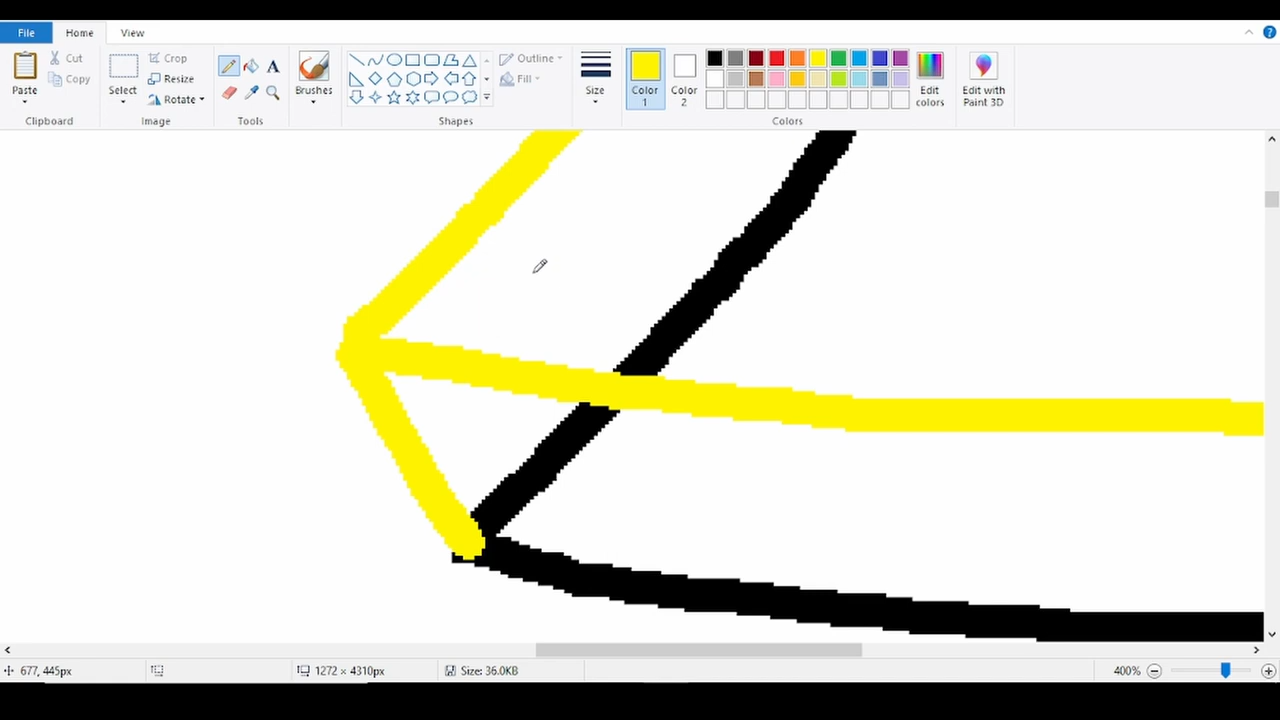 File Home View
Paste
Cut
Copy
Clipboard
Select
Crop
Resize
Rotate
Image
A
Tools
Brushes
Shapes
Outline
Fill
Size
Color 1
Color 2
Edit colors
Colors
Edit with Paint 3D
677, 445px
1272 × 4310px
Size: 36.0KB
400%